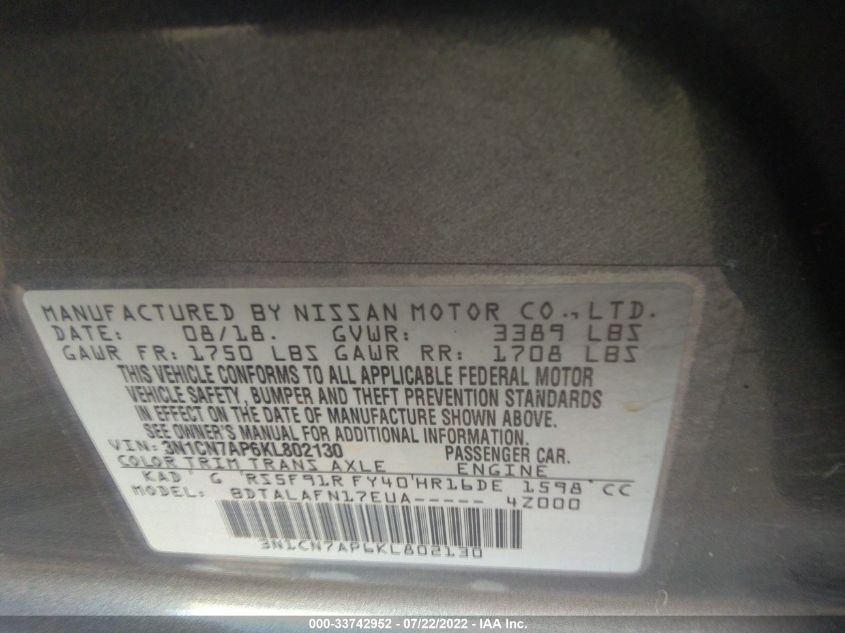 MANUFACTURED BY NISSAN MOTOR CO., LTD.
DATE: 08/18. GVWR: 3389 LBS
GAWR FR: 1750 LBS GAWR RR: 1708 LBS
THIS VEHICLE CONFORMS TO ALL APPLICABLE FEDERAL MOTOR
VEHICLE SAFETY, BUMPER AND THEFT PREVENTION STANDARDS
IN EFFECT ON THE DATE OF MANUFACTURE SHOWN ABOVE.
SEE OWNER'S MANUAL FOR ADDITIONAL INFORMATION.
VIN: 3N1CN7AP6KL802130 PASSENGER CAR.
COLOR TRIM TRANS AXLE ENGINE
KAD G RS5F91R FY40 HR16DE 1598 CC
MODEL: BDTALAFN17EUA----- 4Z000
3N1CN7AP6KL802130
000-33742952 - 07/22/2022 - IAA Inc.